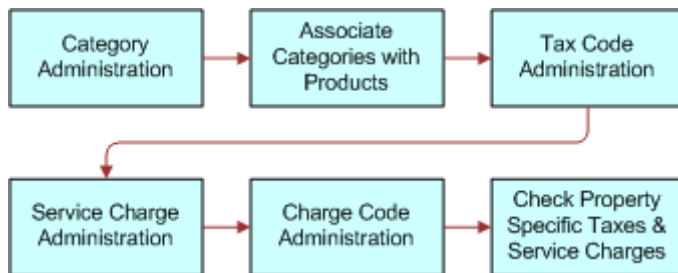 Category
Administration
Associate
Categories with
Products
Tax Code
Administration
Service Charge
Administration
Charge Code
Administration
Check Property
Specific Taxes &
Service Charges